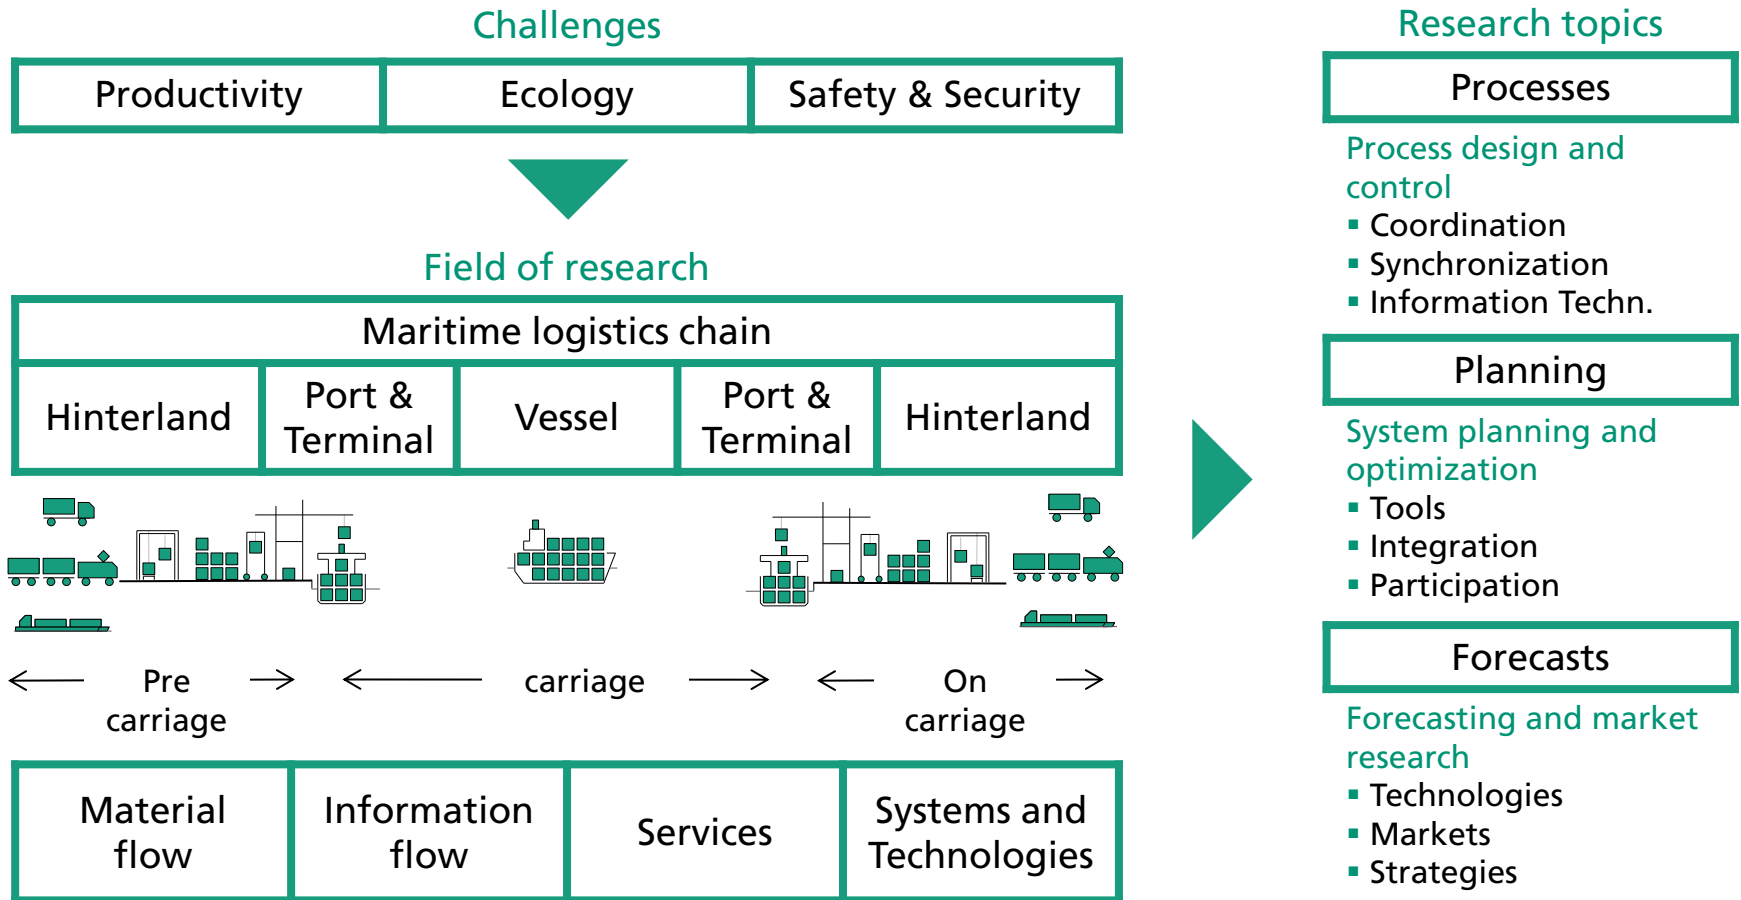 Challenges
Productivity
Ecology
Safety & Security
Field of research
Maritime logistics chain
Hinterland
Port &
Terminal
Vessel
Port &
Terminal
Hinterland
Pre
carriage
carriage
On
carriage
Material
flow
Information
flow
Services
Systems and
Technologies
Research topics
Processes
Process design and
control
▪ Coordination
▪ Synchronization
▪ Information Techn.
Planning
System planning and
optimization
▪ Tools
▪ Integration
▪ Participation
Forecasts
Forecasting and market
research
▪ Technologies
▪ Markets
▪ Strategies